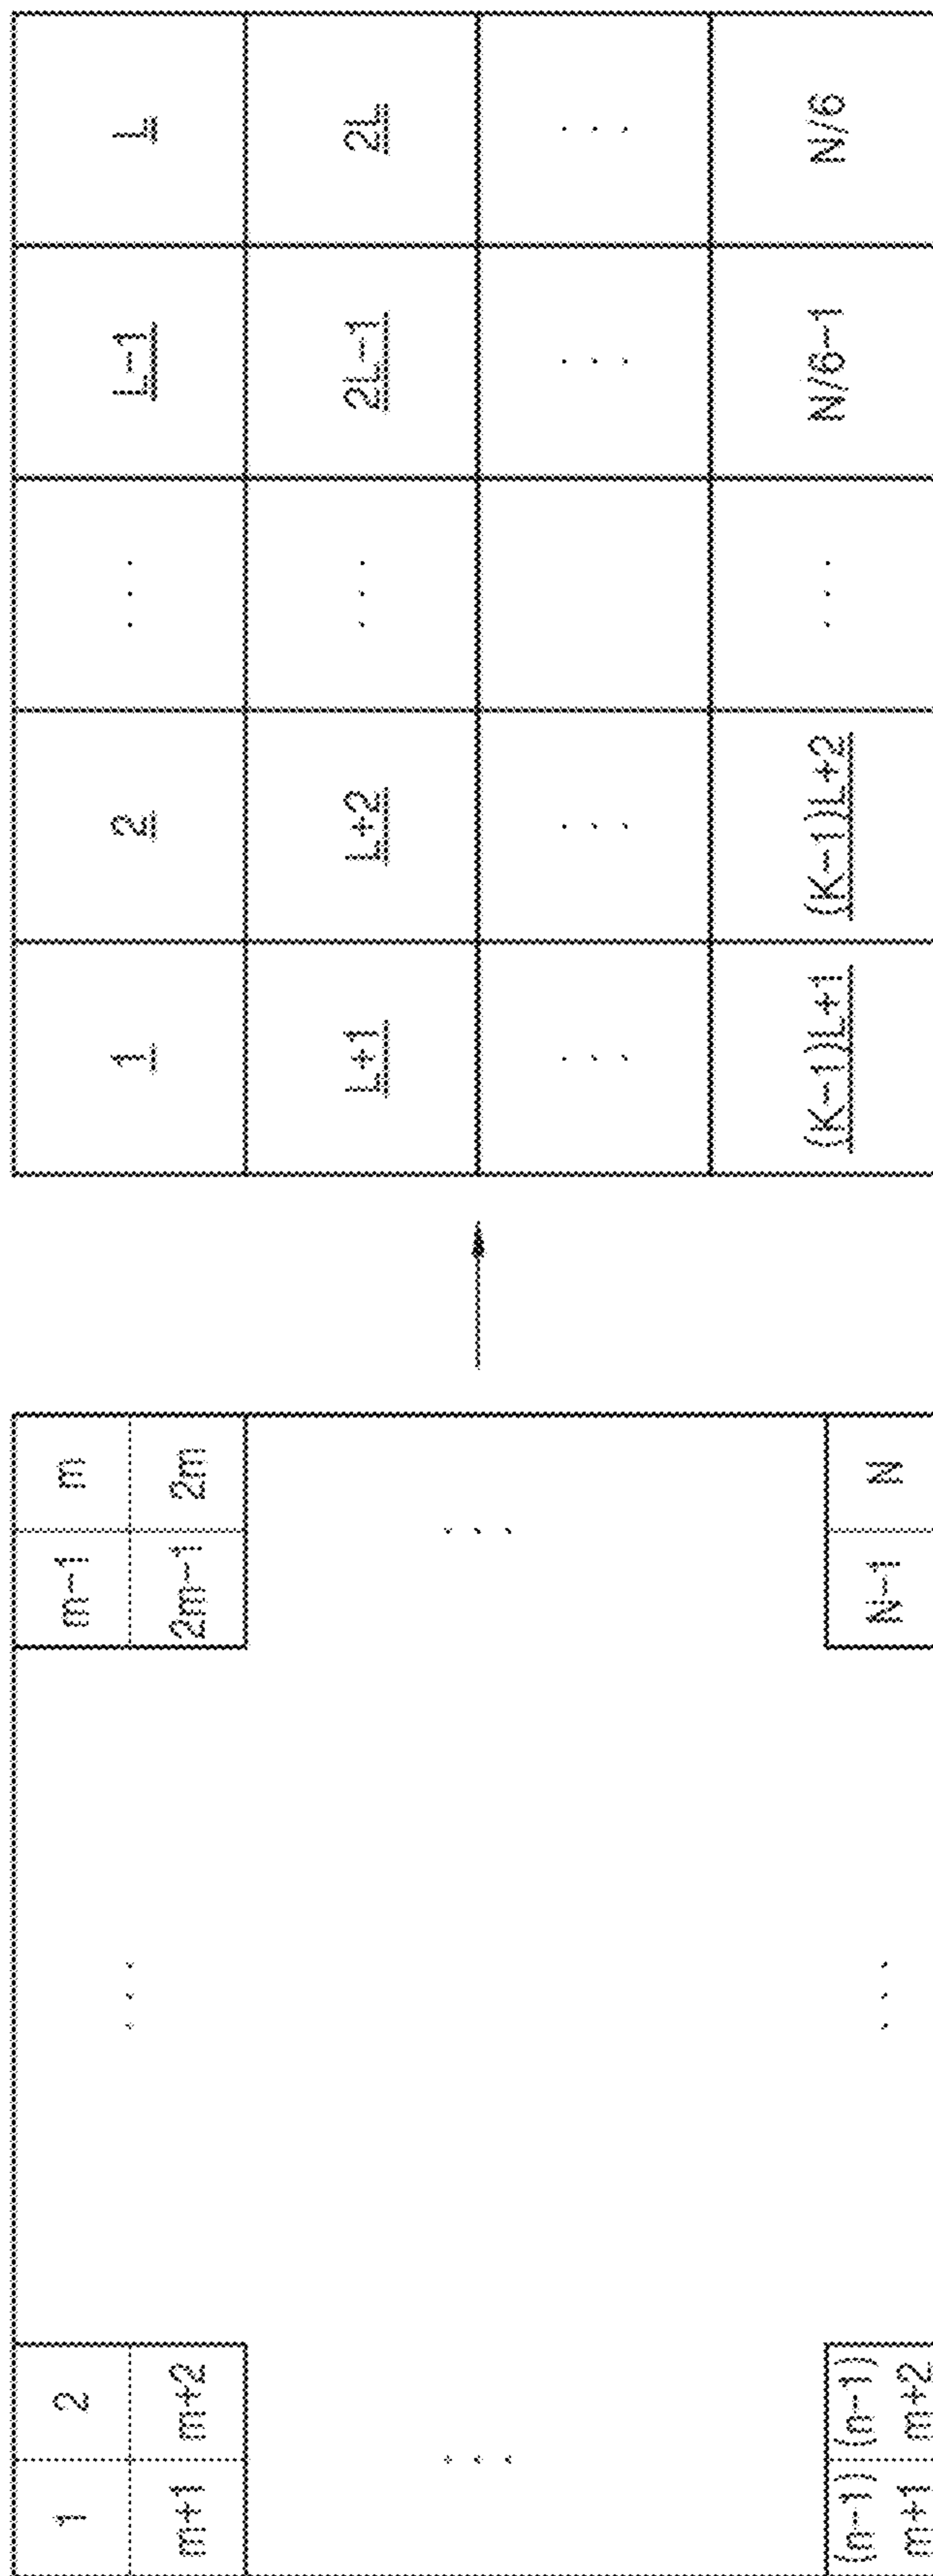 1 2 m-1 m
m+1 m+2 2m-1 2m
... ...
...
(n-1) (n-1) N-1 N
m+1 m+2
...
1 2 ... L-1 L
L+1 L+2 ... 2L-1 2L
... ... ... ...
(K-1)L+1 (K-1)L+2 ... N/6-1 N/6